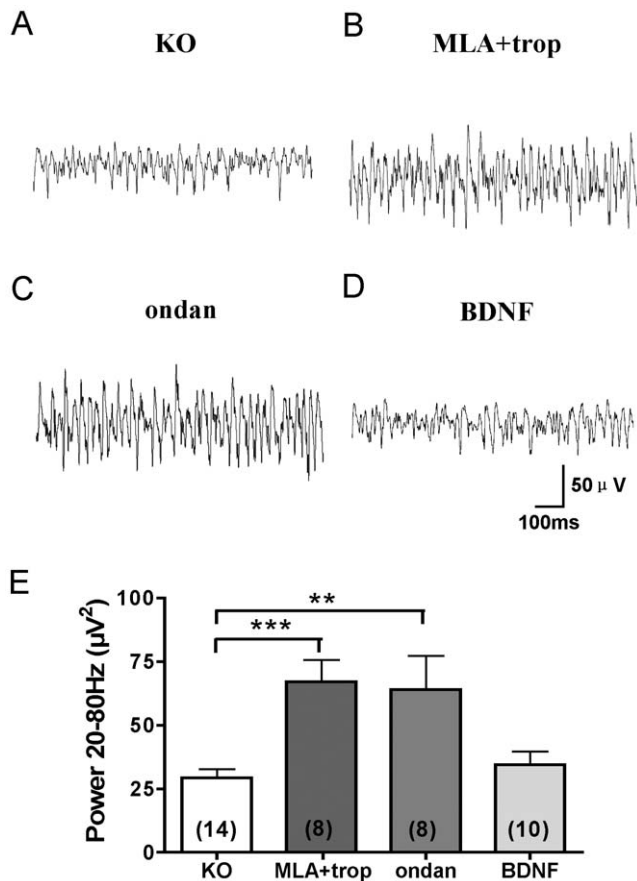 A
KO
B
MLA+trop
C
ondan
D
BDNF
50 μV
100ms
E
Power 20-80Hz (μV²)
100
75
50
25
0
**
***
(14)
(8)
(8)
(10)
KO
MLA+trop
ondan
BDNF